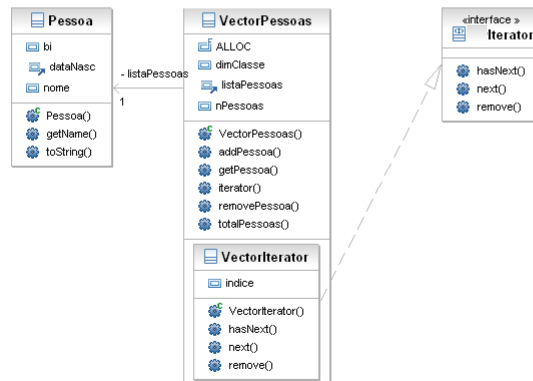 Pessoa
bi
dataNasc
nome
Pessoa()
getName()
toString()
- listaPessoas
1
VectorPessoas
ALLOC
dimClasse
listaPessoas
nPessoas
VectorPessoas()
addPessoa()
getPessoa()
iterator()
removePessoa()
totalPessoas()
VectorIterator
indice
VectorIterator()
hasNext()
next()
remove()
«interface »
Iterator
hasNext()
next()
remove()